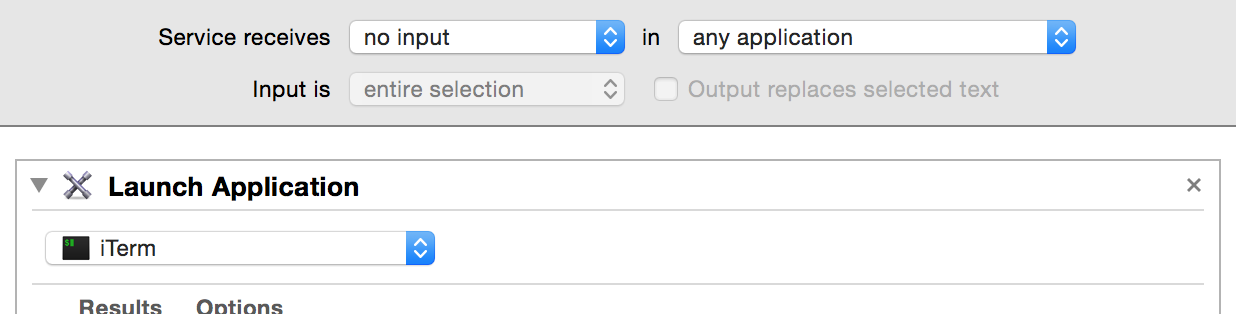 Service receives no input in any application
Input is entire selection Output replaces selected text
Launch Application
iTerm
Results Options